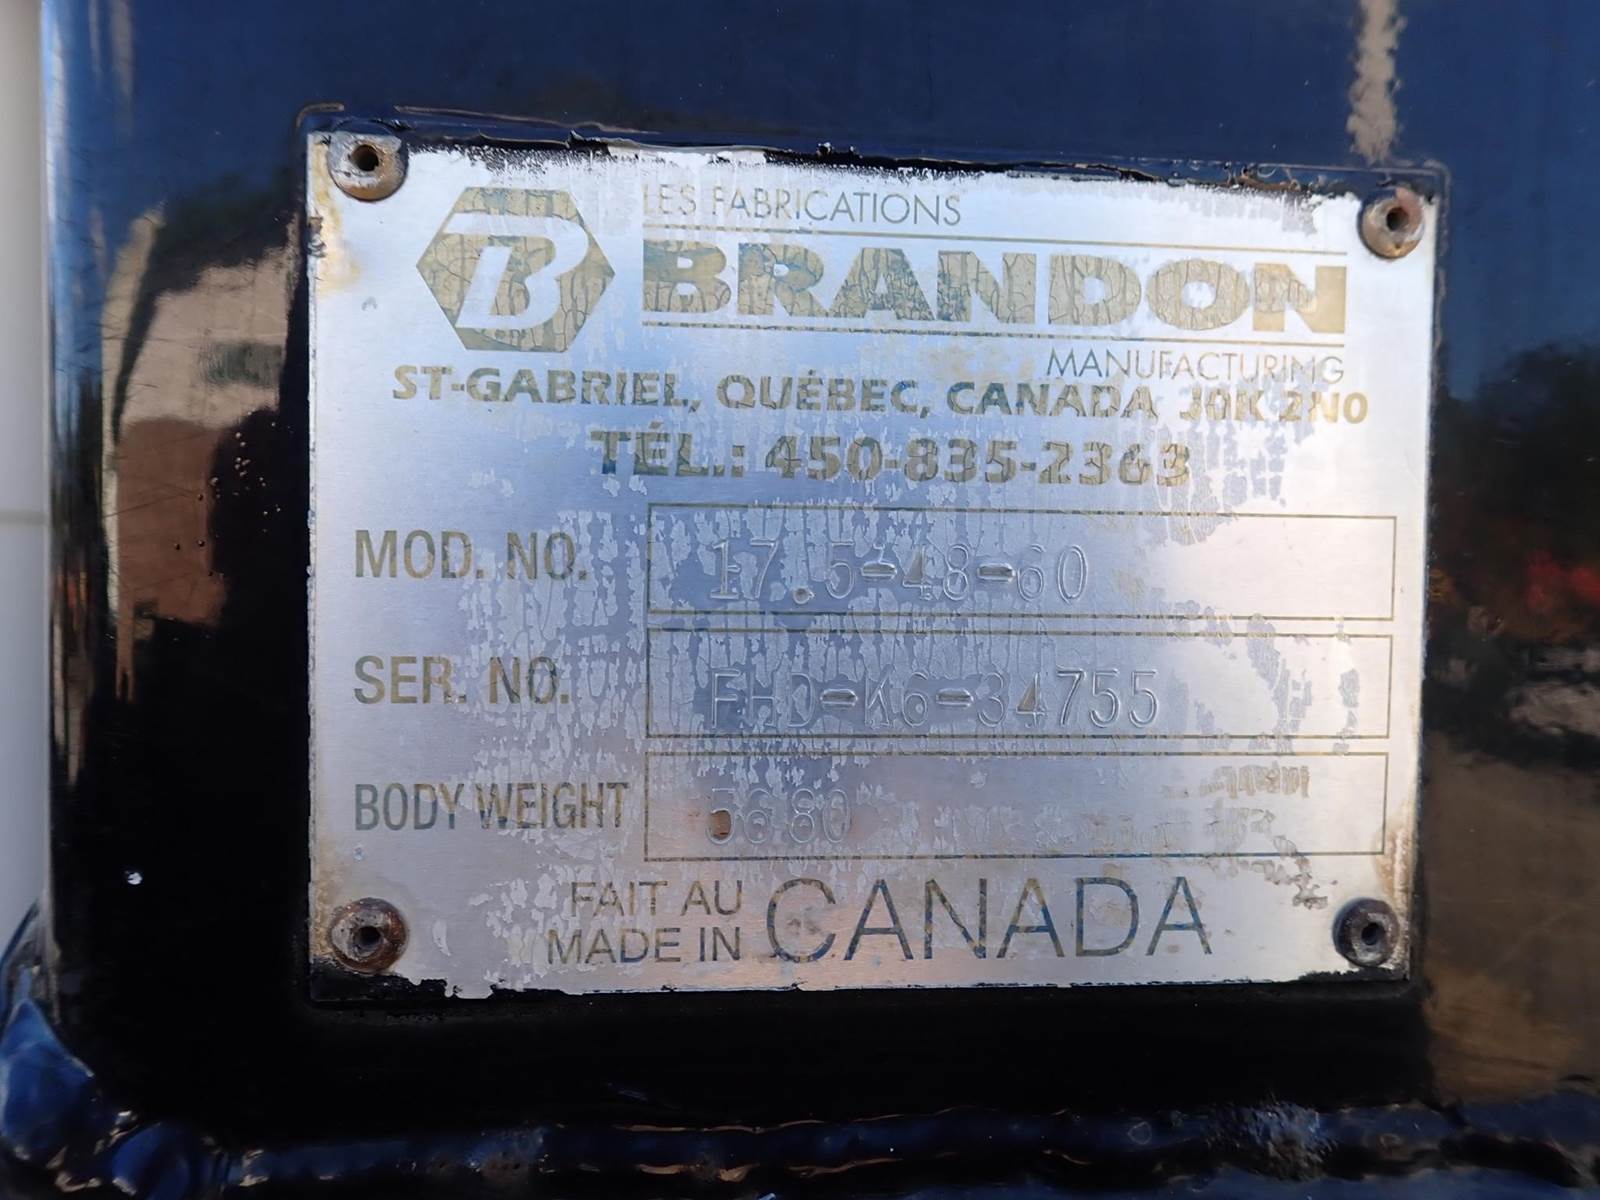 LES FABRICATIONS
B BRANDON
MANUFACTURING
ST-GABRIEL, QUÉBEC, CANADA J0K 2N0
TÉL.: 450-835-2363
MOD. NO. 17.5-48-60
SER. NO. FHD-K6-34755
BODY WEIGHT 5680
FAIT AU
MADE IN CANADA